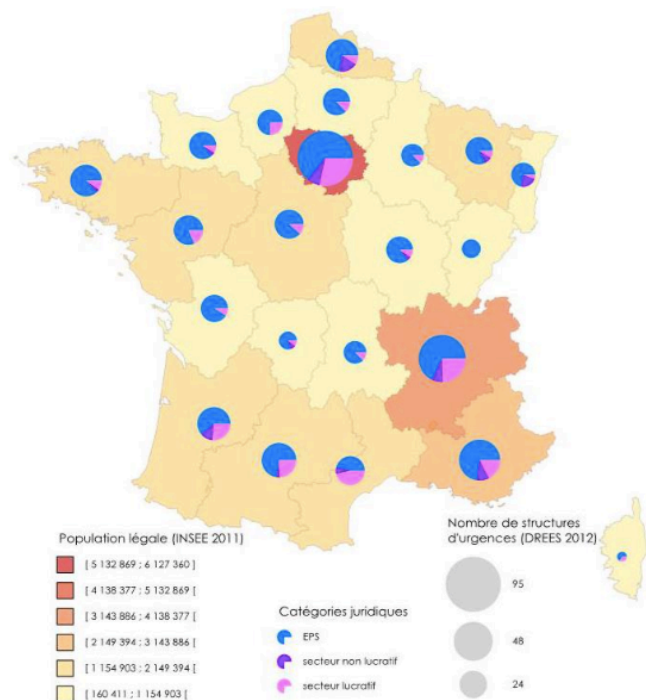 Population légale (INSEE 2011)
[ 5 132 869 ; 6 127 360 ]
[ 4 138 377 ; 5 132 869 [
[ 3 143 886 ; 4 138 377 [
[ 2 149 394 ; 3 143 886 [
[ 1 154 903 ; 2 149 394 [
[ 160 411 ; 1 154 903 [
Catégories juridiques
EPS
secteur non lucratif
secteur lucratif
Nombre de structures
d'urgences (DREES 2012)
95
48
24